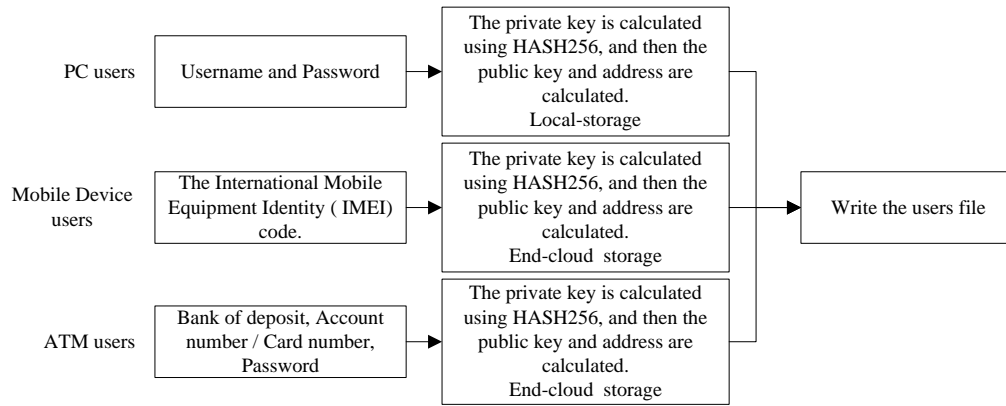 PC users
Username and Password
The private key is calculated
using HASH256, and then the
public key and address are
calculated.
Local-storage
Mobile Device
users
The International Mobile
Equipment Identity ( IMEI)
code.
The private key is calculated
using HASH256, and then the
public key and address are
calculated.
End-cloud storage
Write the users file
ATM users
Bank of deposit, Account
number / Card number,
Password
The private key is calculated
using HASH256, and then the
public key and address are
calculated.
End-cloud storage